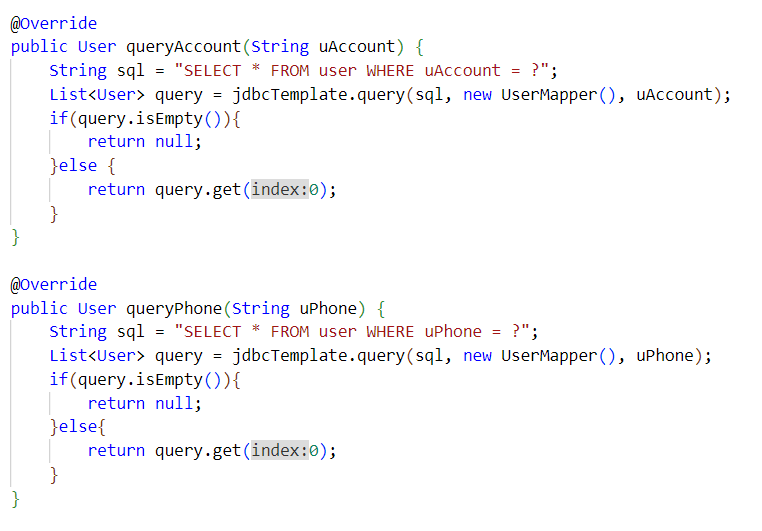 @Override
public User queryAccount(String uAccount) {
    String sql = "SELECT * FROM user WHERE uAccount = ?";
    List<User> query = jdbcTemplate.query(sql, new UserMapper(), uAccount);
    if(query.isEmpty()){
        return null;
    }else {
        return query.get(index:0);
    }
}

@Override
public User queryPhone(String uPhone) {
    String sql = "SELECT * FROM user WHERE uPhone = ?";
    List<User> query = jdbcTemplate.query(sql, new UserMapper(), uPhone);
    if(query.isEmpty()){
        return null;
    }else{
        return query.get(index:0);
    }
}